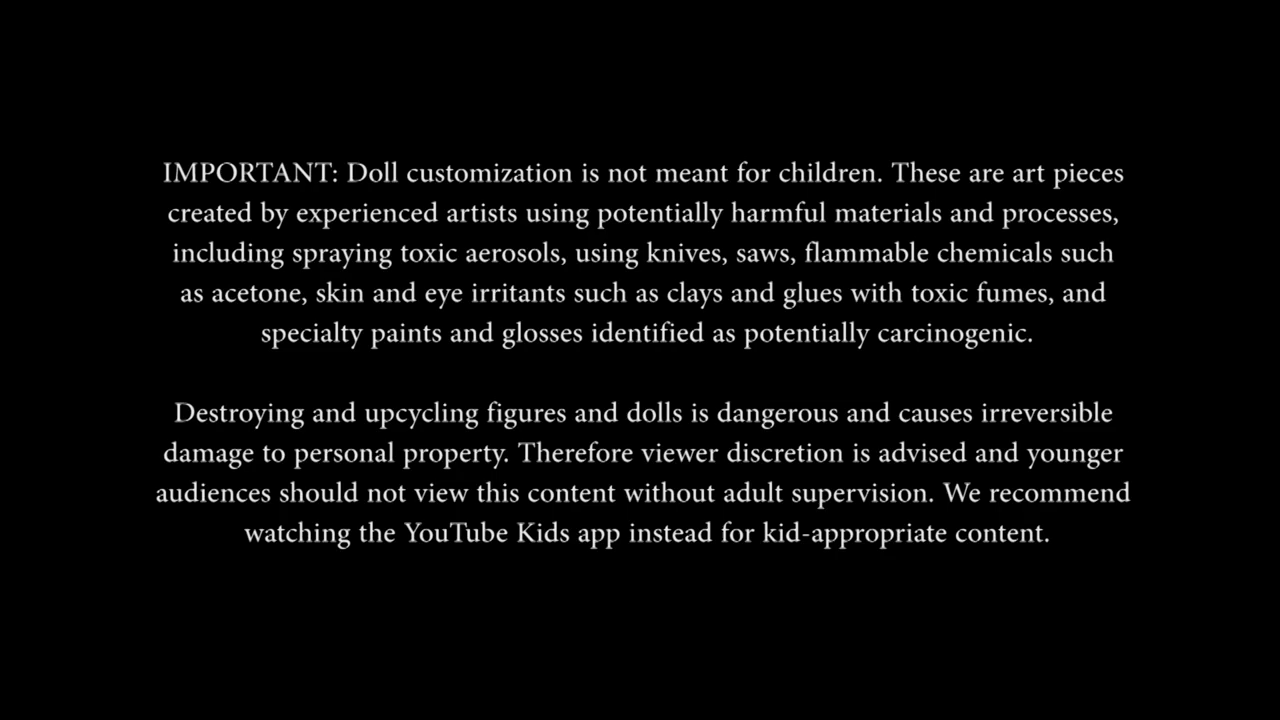 IMPORTANT: Doll customization is not meant for children. These are art pieces
created by experienced artists using potentially harmful materials and processes,
including spraying toxic aerosols, using knives, saws, flammable chemicals such
as acetone, skin and eye irritants such as clays and glues with toxic fumes, and
specialty paints and glosses identified as potentially carcinogenic.
Destroying and upcycling figures and dolls is dangerous and causes irreversible
damage to personal property. Therefore viewer discretion is advised and younger
audiences should not view this content without adult supervision. We recommend
watching the YouTube Kids app instead for kid-appropriate content.